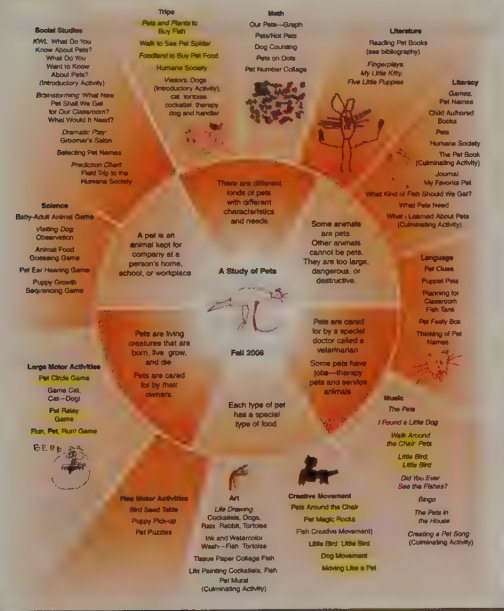 Social Studies
KWL What Do You
Know About Pets?
What Do You
Want to Know
About Pets?
(Introductory Activity)
Brainstorming What New
Pet Shall We Get
for Our Classroom?
What Would It Need?
Dramatic Play
Groomer's Salon
Selecting Pet Names
Prediction Chart
Field Trip to the
Humane Society
Trips
Pets and Plants to
Buy Fish
Walk to See Pet Spider
Foodland to Buy Pet Food
Humane Society
Visitors: Dogs
(Introductory Activity),
cat, tortoise,
cockatiel, therapy
dog and handler
Math
Our Pets—Graph
Pets/Not Pets
Dog Counting
Pets on Dots
Pet Number Collage
Literature
Reading Pet Books
(see bibliography)
Fingerplays,
My Little Kitty,
Five Little Puppies
Literacy
Games,
Pet Names
Child Authored
Books
Pets
Humane Society
The Pet Book
(Culminating Activity)
Journal
My Favorite Pet
What Kind of Fish Should We Get?
What Pets Need
What I Learned About Pets
(Culminating Activity)
Science
Baby-Adult Animal Game
Visiting Dog
Observation
Animal Food
Guessing Game
Pet Ear Hearing Game
Puppy Growth
Sequencing Game
There are different
kinds of pets
with different
characteristics
and needs.
A pet is an
animal kept for
company at a
person's home,
school, or workplace
Some animals
are pets
Other animals
cannot be pets.
They are too large,
dangerous, or
destructive.
A Study of Pets
Fall 2006
Pets are living
creatures that are
born, live, grow,
and die
Pets are cared
for by their
owners.
Pets are cared
for by a special
doctor called a
veterinarian
Some pets have
jobs—therapy
pets and service
animals
Each type of pet
has a special
type of food
Language
Pet Clues
Puppet Pets
Planning for
Classroom
Fish Tank
Pet Feely Box
Thinking of Pet
Names
Large Motor Activities
Pet Circle Game
Game Cat,
Cat—Dog!
Pet Relay
Game
Run, Pet, Run! Game
Fine Motor Activities
Bird Seed Table
Puppy Pick-up
Pet Puzzles
Art
Life Drawing:
Cockatiels, Dogs,
Rats, Rabbit, Tortoise
Ink and Watercolor
Wash—Fish, Tortoise
Tissue Paper Collage Fish
Life Painting Cockatiels, Fish
Pet Mural
(Culminating Activity)
Creative Movement
Pets Around the Chair
Pet Magic Rocks
Fish Creative Movement)
Little Bird, Little Bird
Dog Movement
Moving Like a Pet
Music
The Pets
I Found a Little Dog
Walk Around
the Chair Pets
Little Bird,
Little Bird
Did You Ever
See the Fishes?
Bingo
The Pets in
the House
Creating a Pet Song
(Culminating Activity)